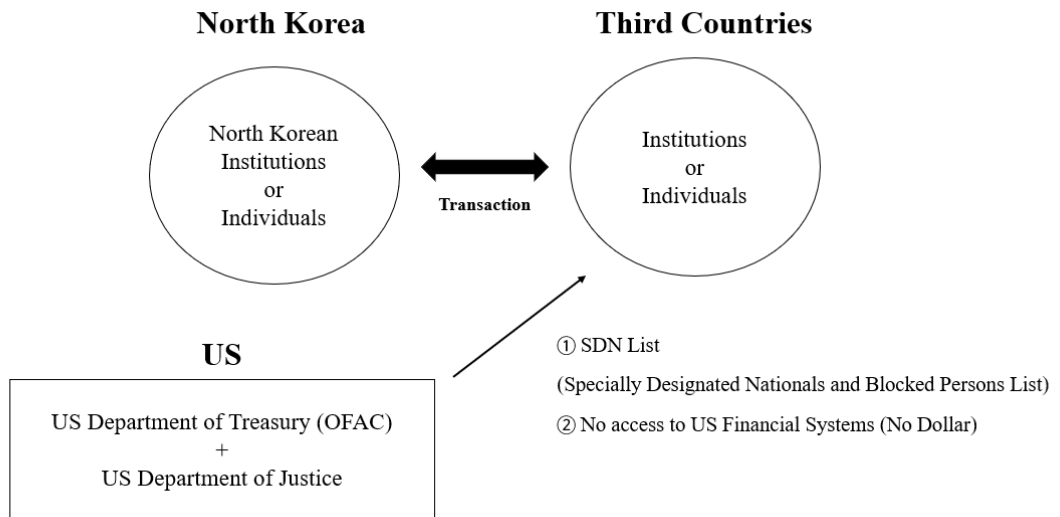 North Korea
Third Countries
North Korean
Institutions
or
Individuals
Transaction
Institutions
or
Individuals
US
US Department of Treasury (OFAC)
+
US Department of Justice
① SDN List
(Specially Designated Nationals and Blocked Persons List)
② No access to US Financial Systems (No Dollar)